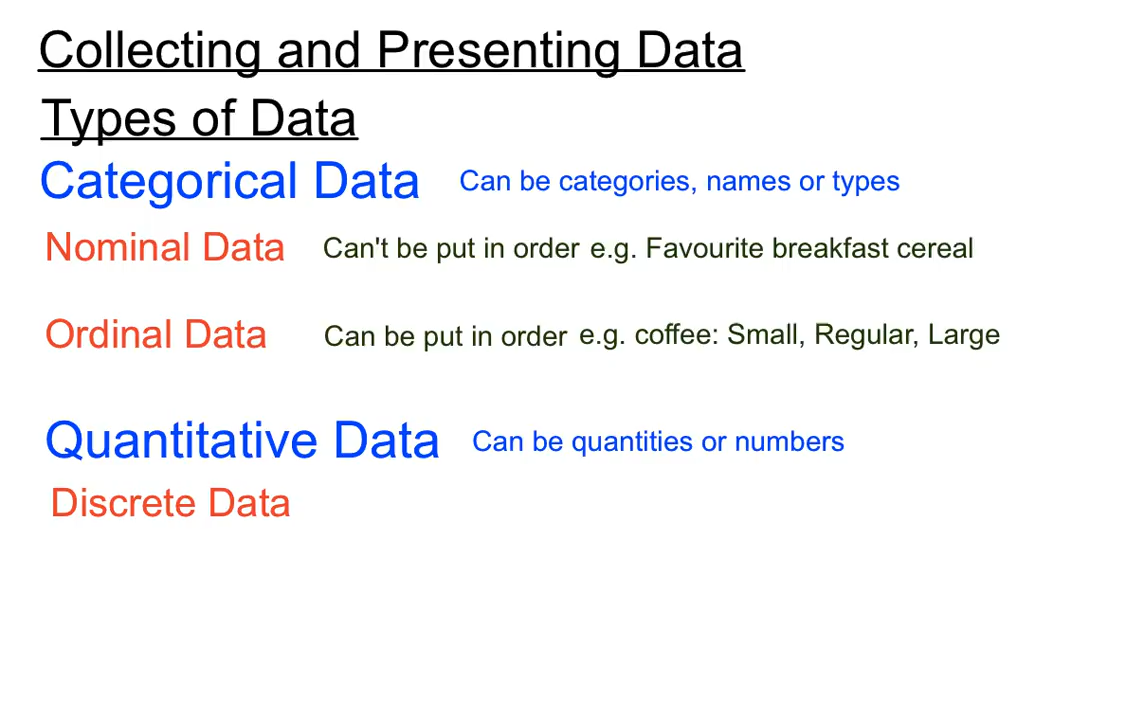 Collecting and Presenting Data
Types of Data
Categorical Data Can be categories, names or types
Nominal Data Can't be put in order e.g. Favourite breakfast cereal
Ordinal Data Can be put in order e.g. coffee: Small, Regular, Large
Quantitative Data Can be quantities or numbers
Discrete Data